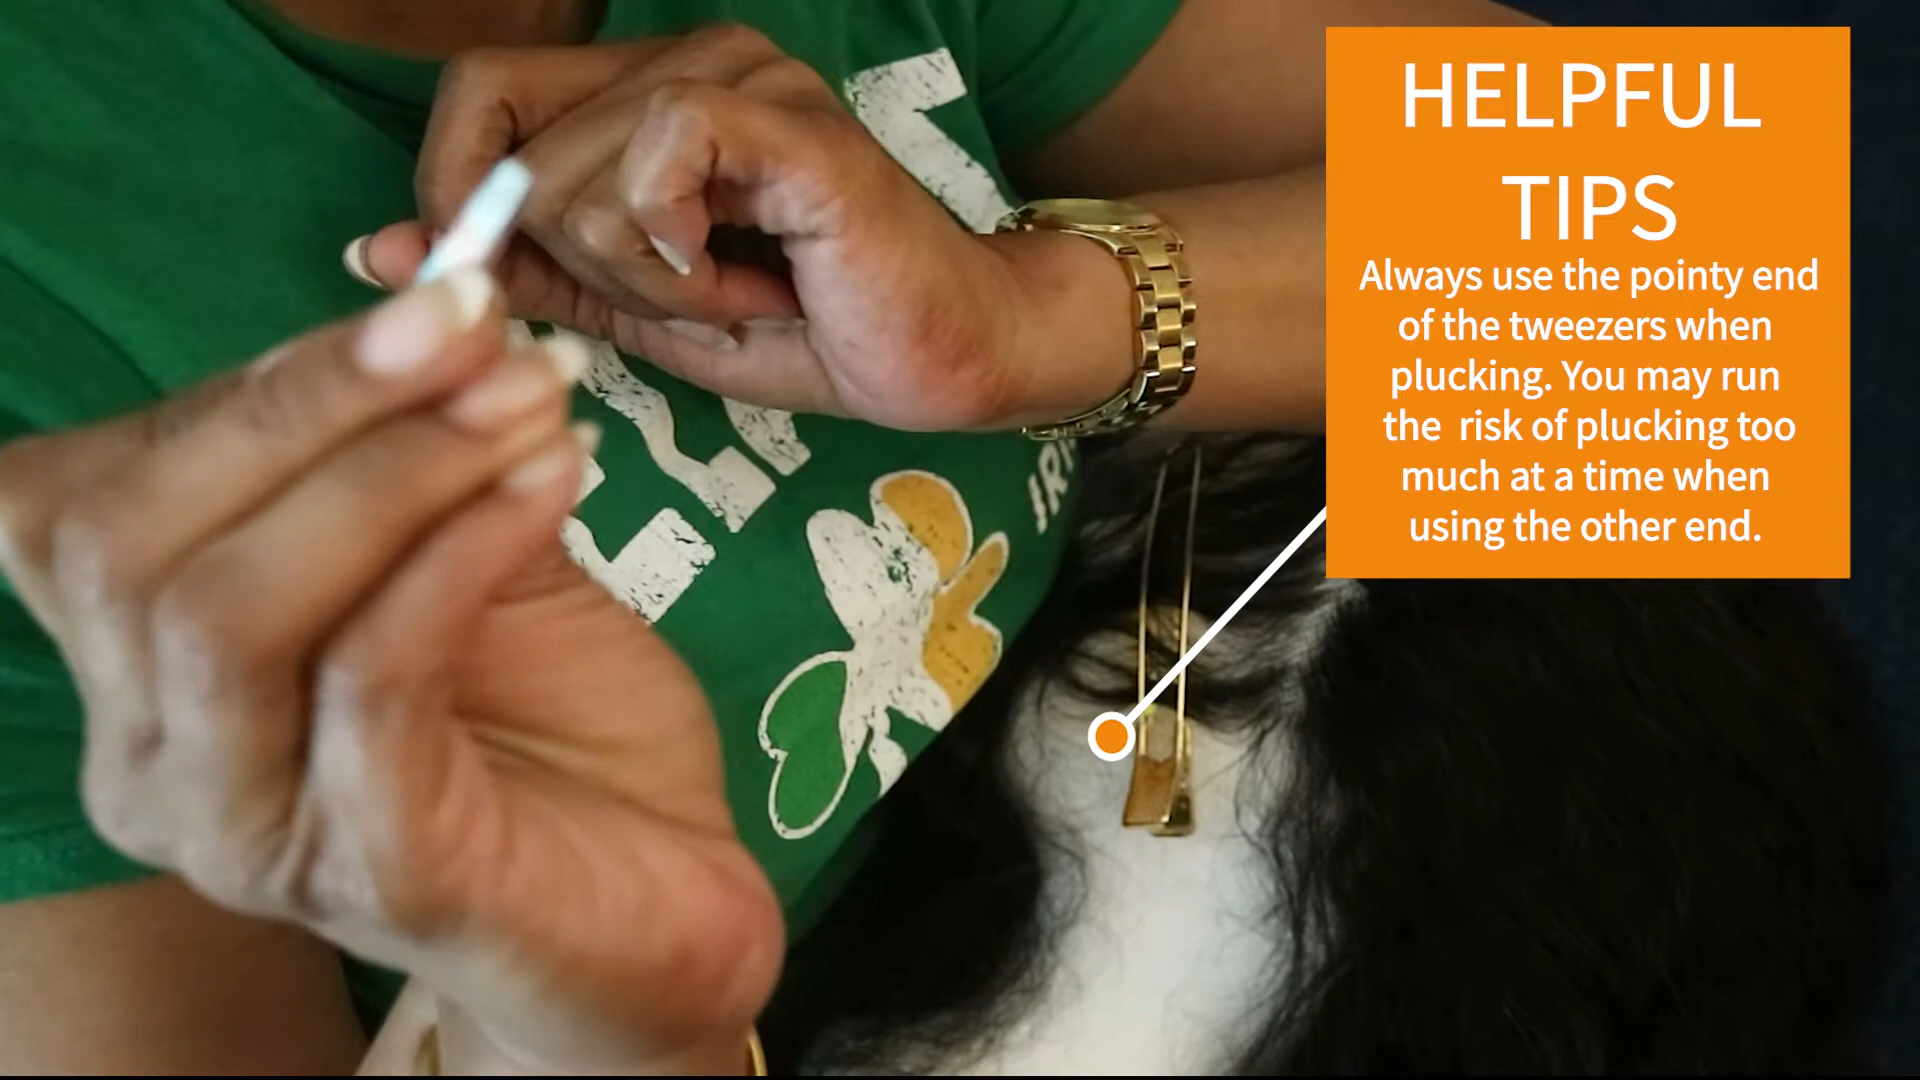 HELPFUL
TIPS
Always use the pointy end
of the tweezers when
plucking. You may run
the  risk of plucking too
much at a time when
using the other end.